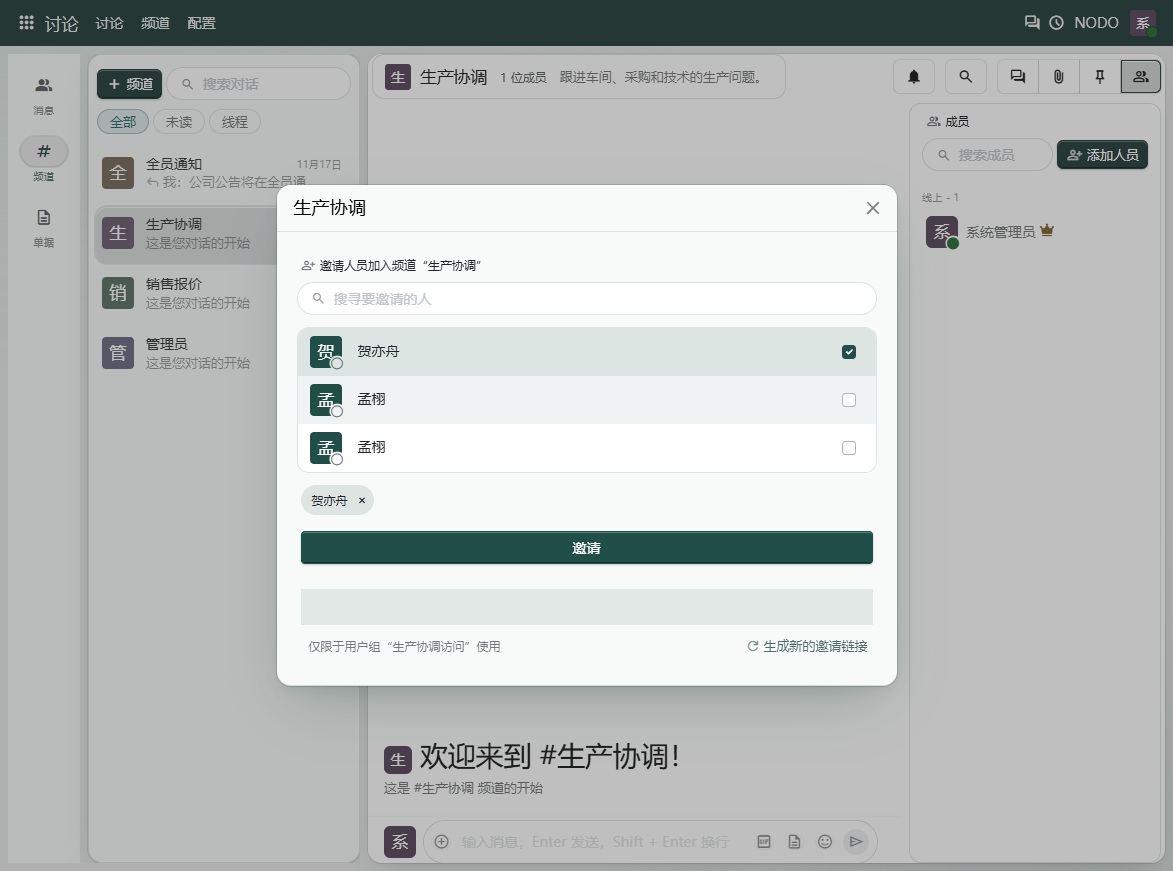 讨论 讨论 频道 配置 NODO 系
消息
频道
单据
+ 频道 搜索对话
全部 未读 线程
全 全员通知 11月17日
我：公司公告将在全员通
生 生产协调
这是您对话的开始
销 销售报价
这是您对话的开始
管 管理员
这是您对话的开始
生 生产协调 1 位成员 跟进车间、采购和技术的生产问题。
成员
搜索成员 添加人员
线上 - 1
系 系统管理员
生产协调
邀请人员加入频道“生产协调”
搜寻要邀请的人
贺 贺亦舟
孟 孟栩
孟 孟栩
贺亦舟 ×
邀请
仅限于用户组“生产协调访问”使用 生成新的邀请链接
生 欢迎来到 #生产协调！
这是 #生产协调 频道的开始
系 输入消息，Enter 发送，Shift + Enter 换行 GIF